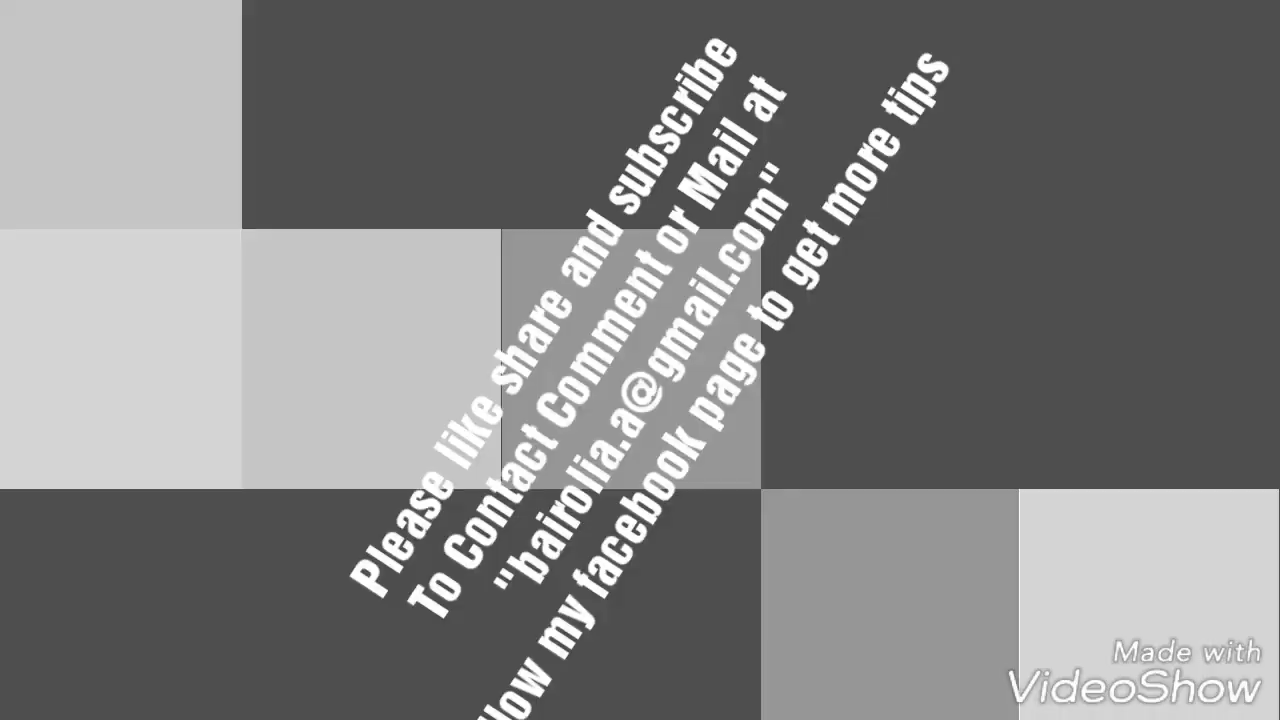 Please like share and subscribe
To Contact Comment or Mail at
"bairolia.a@gmail.com"
llow my facebook page to get more tips
Made with
VideoShow